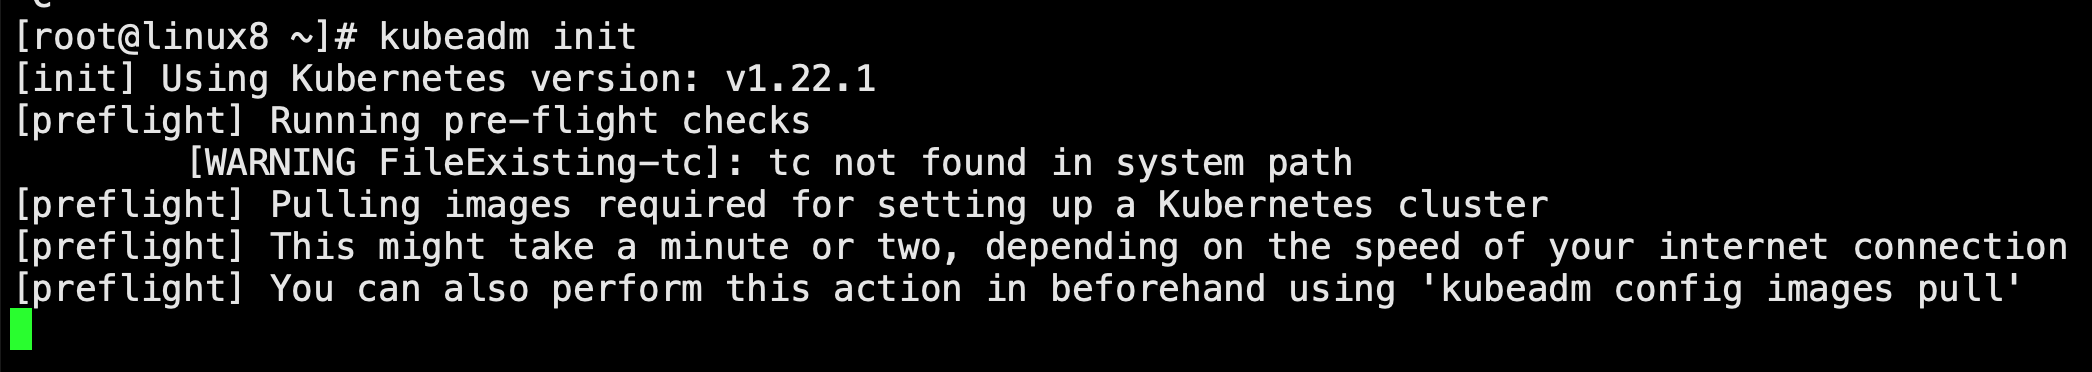 [root@linux8 ~]# kubeadm init
[init] Using Kubernetes version: v1.22.1
[preflight] Running pre-flight checks
        [WARNING FileExisting-tc]: tc not found in system path
[preflight] Pulling images required for setting up a Kubernetes cluster
[preflight] This might take a minute or two, depending on the speed of your internet connection
[preflight] You can also perform this action in beforehand using 'kubeadm config images pull'